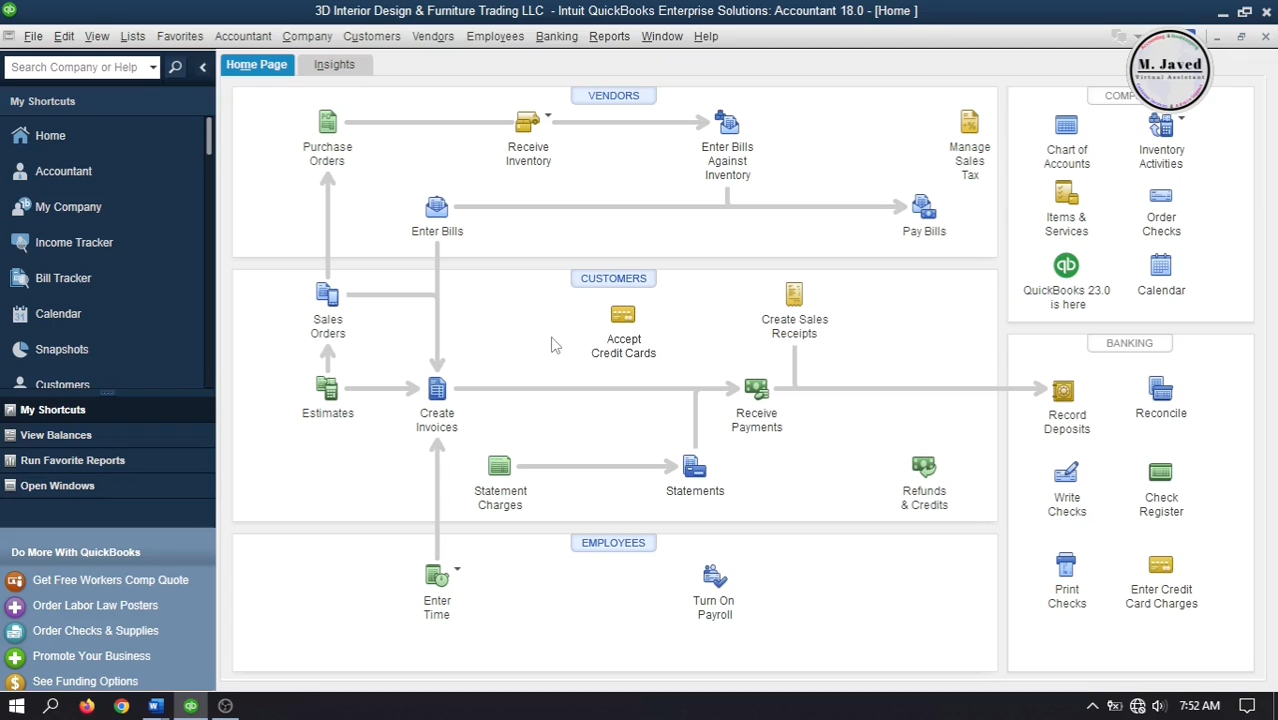 3D Interior Design & Furniture Trading LLC - Intuit QuickBooks Enterprise Solutions: Accountant 18.0 - [Home ]
File Edit View Lists Favorites Accountant Company Customers Vendors Employees Banking Reports Window Help
Search Company or Help
Home Page
Insights
M. Javed
Virtual Assistant
My Shortcuts
Home
Accountant
My Company
Income Tracker
Bill Tracker
Calendar
Snapshots
Customers
My Shortcuts
View Balances
Run Favorite Reports
Open Windows
Do More With QuickBooks
Get Free Workers Comp Quote
Order Labor Law Posters
Order Checks & Supplies
Promote Your Business
See Funding Options
VENDORS
Purchase
Orders
Receive
Inventory
Enter Bills
Against
Inventory
Manage
Sales
Tax
Enter Bills
Pay Bills
CUSTOMERS
Sales
Orders
Accept
Credit Cards
Create Sales
Receipts
Estimates
Create
Invoices
Receive
Payments
Statement
Charges
Statements
Refunds
& Credits
EMPLOYEES
Enter
Time
Turn On
Payroll
COMP
Chart of
Accounts
Inventory
Activities
Items &
Services
Order
Checks
QuickBooks 23.0
is here
Calendar
BANKING
Record
Deposits
Reconcile
Write
Checks
Check
Register
Print
Checks
Enter Credit
Card Charges
7:52 AM